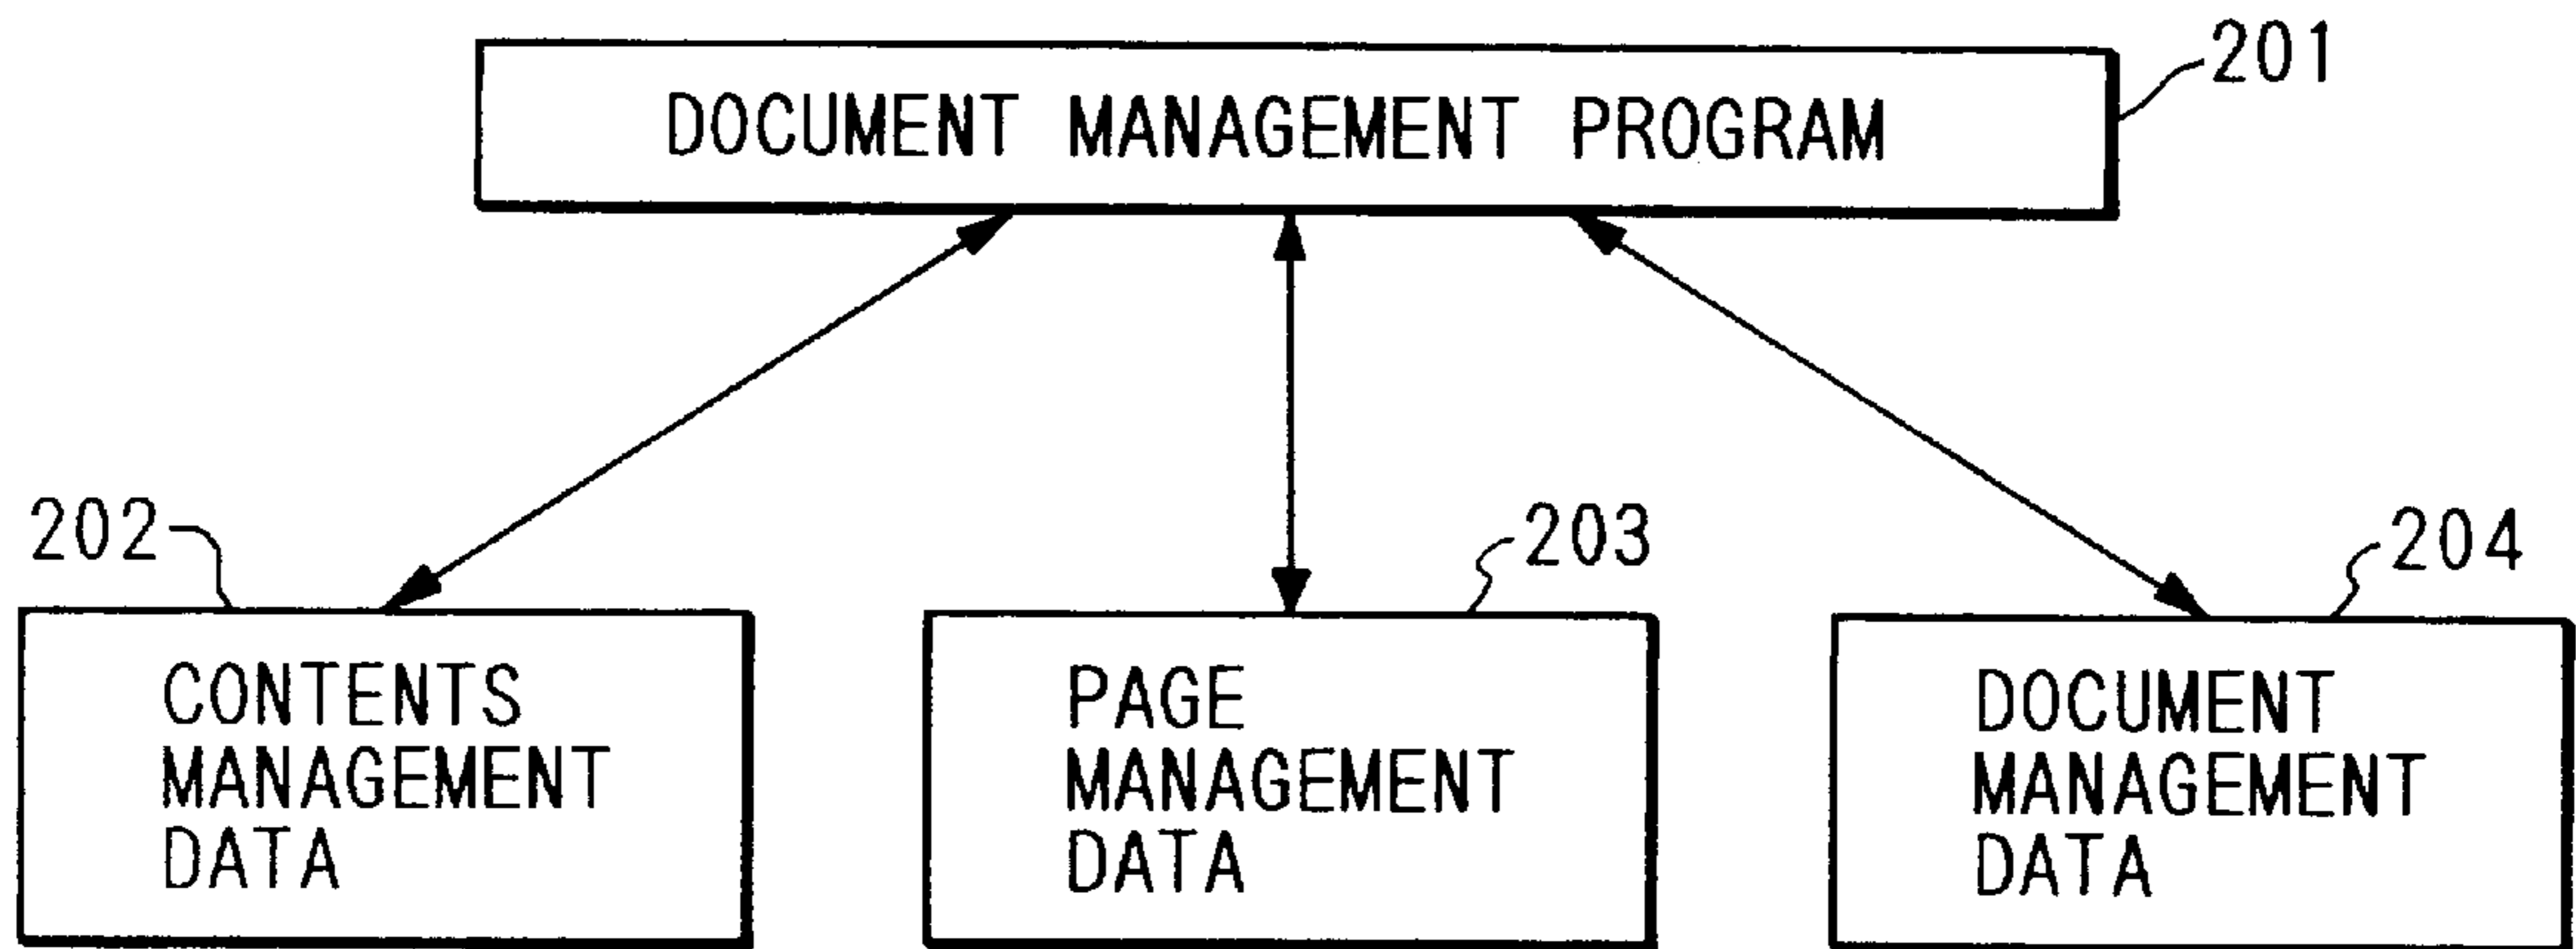 201
DOCUMENT MANAGEMENT PROGRAM
202
203
204
CONTENTS
MANAGEMENT
DATA
PAGE
MANAGEMENT
DATA
DOCUMENT
MANAGEMENT
DATA